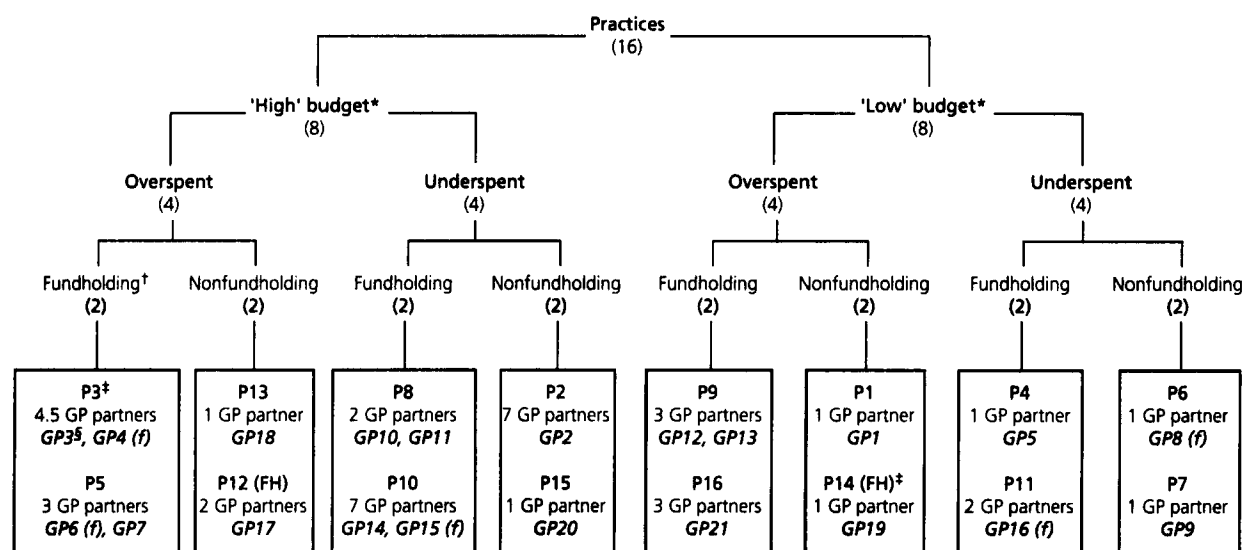 Practices
(16)
'High' budget*
(8)
'Low' budget*
(8)
Overspent
(4)
Underspent
(4)
Overspent
(4)
Underspent
(4)
Fundholding†
(2)
Nonfundholding
(2)
Fundholding
(2)
Nonfundholding
(2)
Fundholding
(2)
Nonfundholding
(2)
Fundholding
(2)
Nonfundholding
(2)
P3‡
4.5 GP partners
GP3§, GP4 (f)
P5
3 GP partners
GP6 (f), GP7
P13
1 GP partner
GP18
P12 (FH)
2 GP partners
GP17
P8
2 GP partners
GP10, GP11
P10
7 GP partners
GP14, GP15 (f)
P2
7 GP partners
GP2
P15
1 GP partner
GP20
P9
3 GP partners
GP12, GP13
P16
3 GP partners
GP21
P1
1 GP partner
GP1
P14 (FH)‡
1 GP partner
GP19
P4
1 GP partner
GP5
P11
2 GP partners
GP16 (f)
P6
1 GP partner
GP8 (f)
P7
1 GP partner
GP9